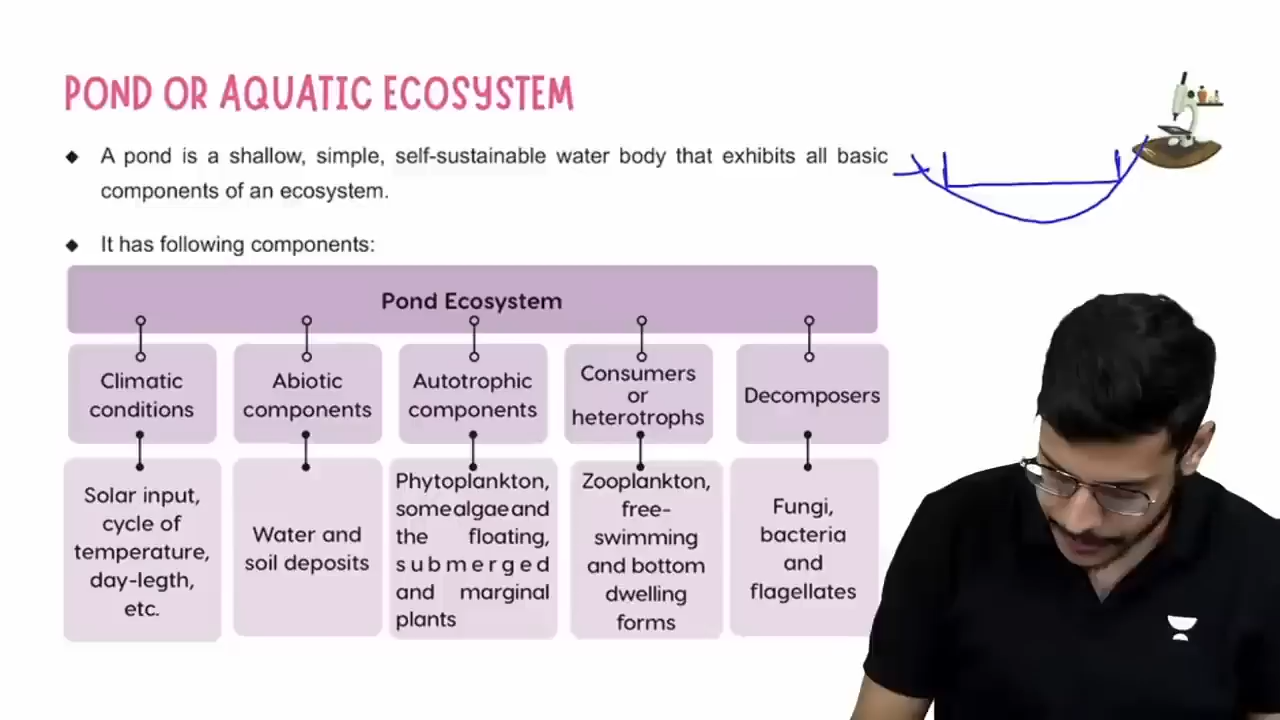 POND OR AQUATIC ECOSYSTEM
◆ A pond is a shallow, simple, self-sustainable water body that exhibits all basic
components of an ecosystem.
◆ It has following components:
Pond Ecosystem
Climatic
conditions
Abiotic
components
Autotrophic
components
Consumers
or
heterotrophs
Decomposers
Solar input,
cycle of
temperature,
day-legth,
etc.
Water and
soil deposits
Phytoplankton,
some algae and
the floating,
submerged
and marginal
plants
Zooplankton,
free-
swimming
and bottom
dwelling
forms
Fungi,
bacteria
and
flagellates